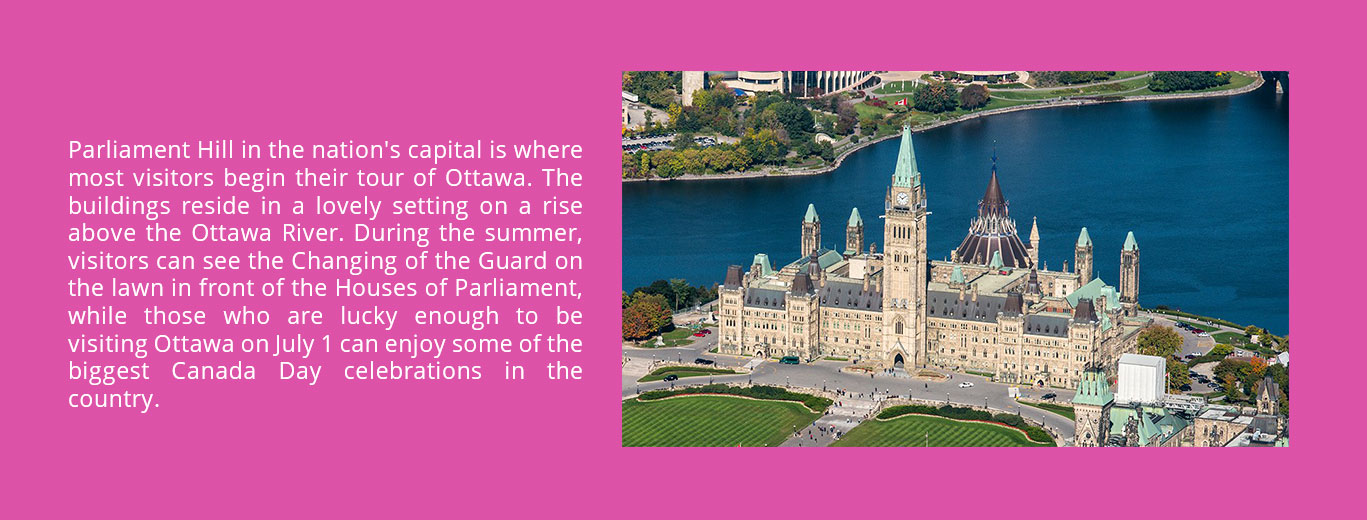 Parliament Hill in the nation's capital is where
most visitors begin their tour of Ottawa. The
buildings reside in a lovely setting on a rise
above the Ottawa River. During the summer,
visitors can see the Changing of the Guard on
the lawn in front of the Houses of Parliament,
while those who are lucky enough to be
visiting Ottawa on July 1 can enjoy some of the
biggest Canada Day celebrations in the
country.